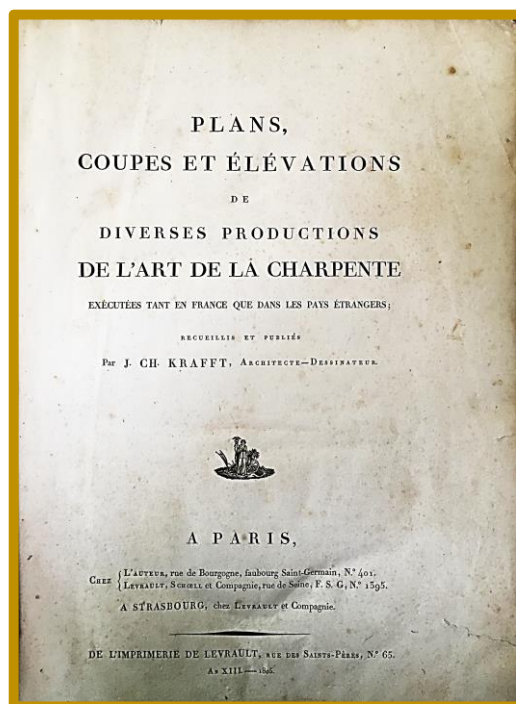 PLANS,
COUPES ET ÉLÉVATIONS
DE
DIVERSES PRODUCTIONS
DE L'ART DE LA CHARPENTE
EXÉCUTÉES TANT EN FRANCE QUE DANS LES PAYS ÉTRANGERS;
RECUEILLIS ET PUBLIÉS
Par J. CH. KRAFFT, Architecte—Dessinateur.
A PARIS,
Chez { L'Auteur, rue de Bourgogne, faubourg Saint-Germain, N.º 401.
Levrault, Schœll et Compagnie, rue de Seine, F. S. G, N.º 1395.
A STRASBOURG, chez Levrault et Compagnie.
DE L'IMPRIMERIE DE LEVRAULT, rue des Saints-Pères, N.º 65.
An XIII — 1805.